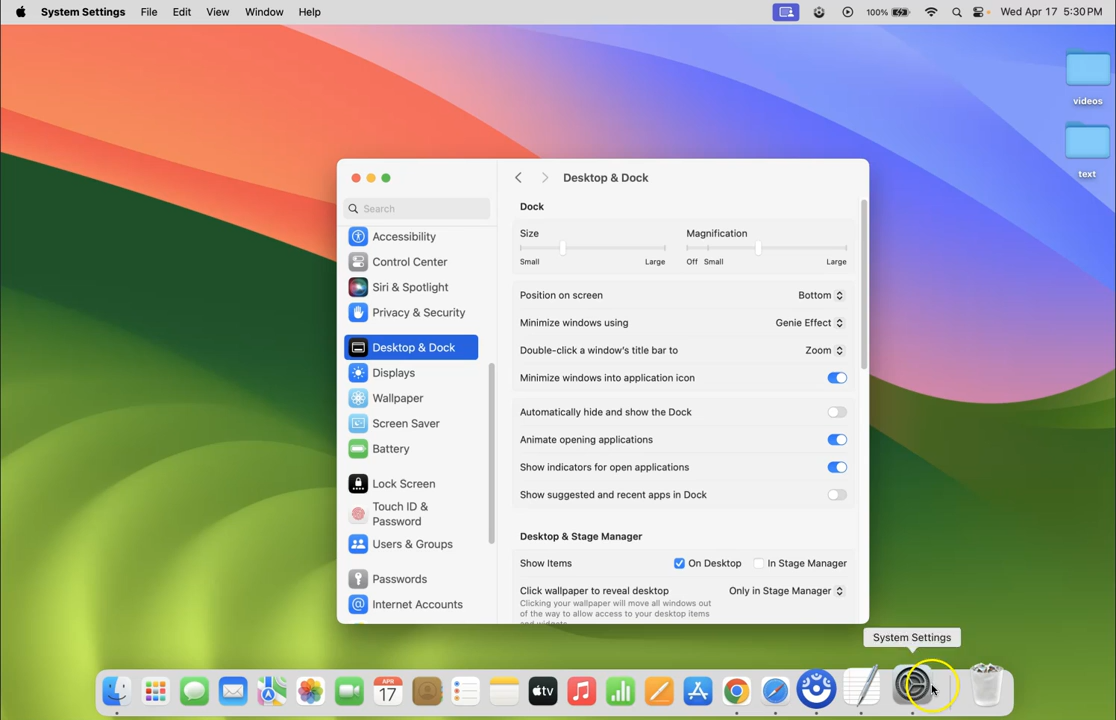 System Settings File Edit View Window Help 100% Wed Apr 17 5:30 PM
videos
text
Search
Accessibility
Control Center
Siri & Spotlight
Privacy & Security
Desktop & Dock
Displays
Wallpaper
Screen Saver
Battery
Lock Screen
Touch ID &
Password
Users & Groups
Passwords
Internet Accounts
Desktop & Dock
Dock
Size Magnification
Small Large Off Small Large
Position on screen Bottom
Minimize windows using Genie Effect
Double-click a window's title bar to Zoom
Minimize windows into application icon
Automatically hide and show the Dock
Animate opening applications
Show indicators for open applications
Show suggested and recent apps in Dock
Desktop & Stage Manager
Show Items On Desktop In Stage Manager
Click wallpaper to reveal desktop Only in Stage Manager
Clicking your wallpaper will move all windows out
of the way to allow access to your desktop items
and widgets.
System Settings
APR
17
tv